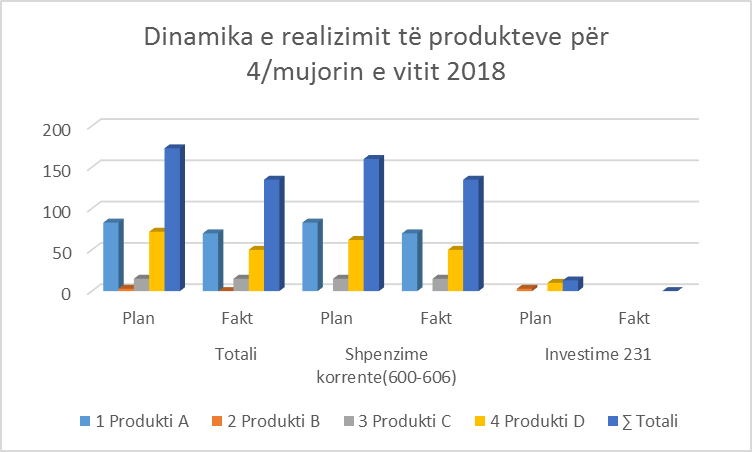 Dinamika e realizimit të produkteve për
4/mujorin e vitit 2018
200
150
100
50
0
Plan Fakt Plan Fakt Plan Fakt
Totali Shpenzime korrente(600-606) Investime 231
1 Produkti A 2 Produkti B 3 Produkti C 4 Produkti D ∑ Totali